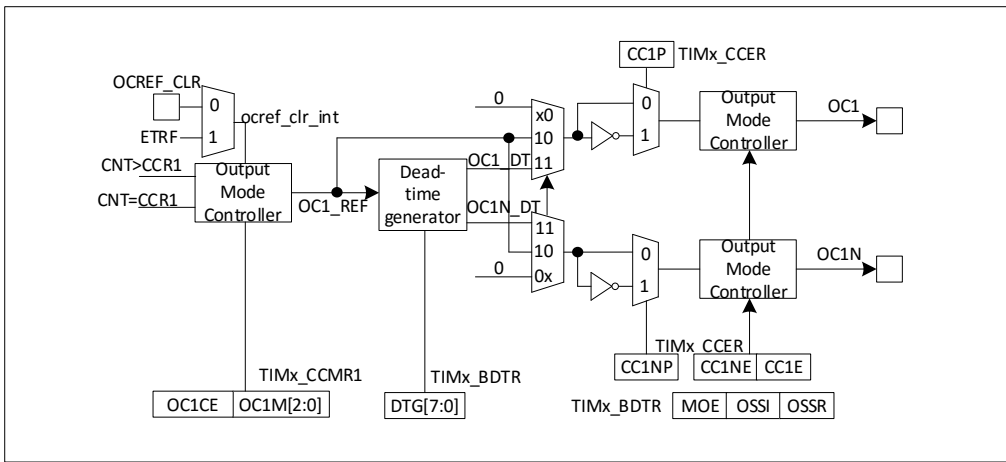 CC1P TIMx_CCER
OCREF_CLR
0
1
ETRF
ocref_clr_int
CNT>CCR1
CNT=CCR1
Output
Mode
Controller
OC1_REF
Dead-
time
generator
OC1_DT
OC1N_DT
0
x0
10
11
11
10
0x
0
0
1
Output
Mode
Controller
OC1
0
1
Output
Mode
Controller
OC1N
TIMx_CCER
CC1NP CC1NE CC1E
TIMx_CCMR1
OC1CE OC1M[2:0]
TIMx_BDTR
DTG[7:0]
TIMx_BDTR MOE OSSI OSSR